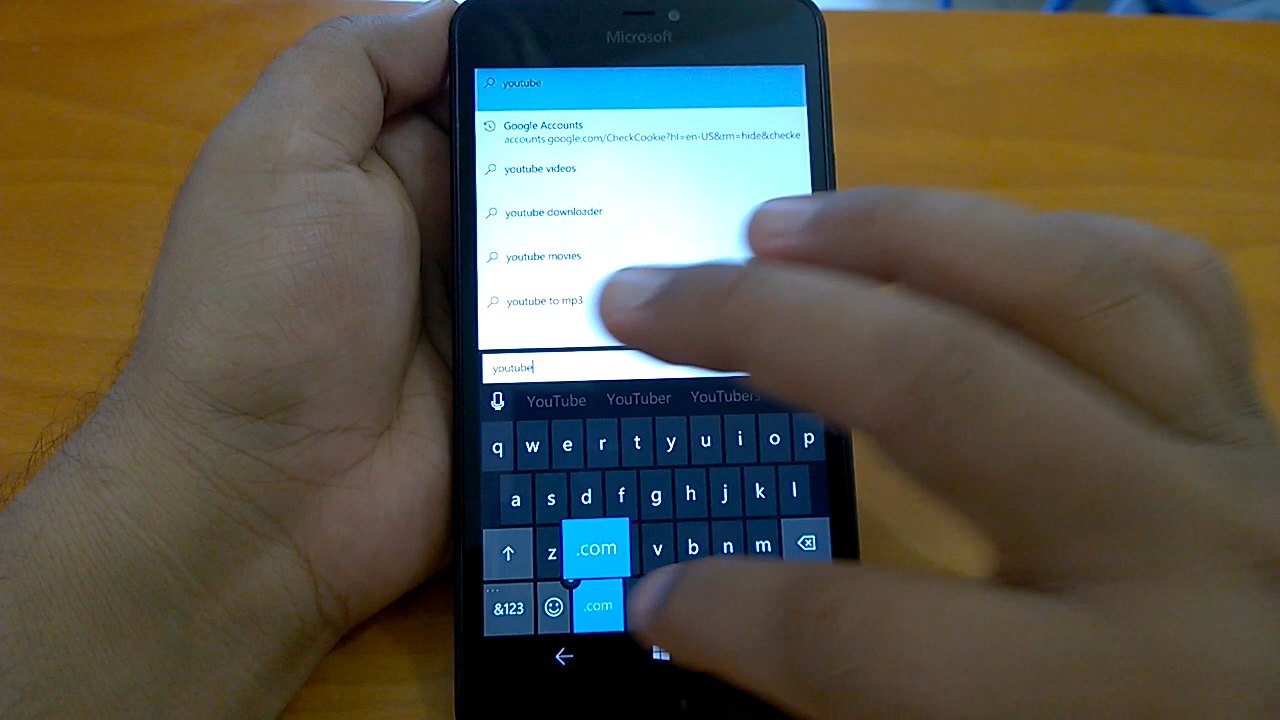 Microsoft
youtube
Google Accounts
accounts.google.com/CheckCookie?hl=en-US&rm=hide&checke
youtube videos
youtube downloader
youtube movies
youtube to mp3
youtube
YouTube YouTuber YouTubers
q w e r t y u i o p
a s d f g h j k l
z .com v b n m
&123 .com